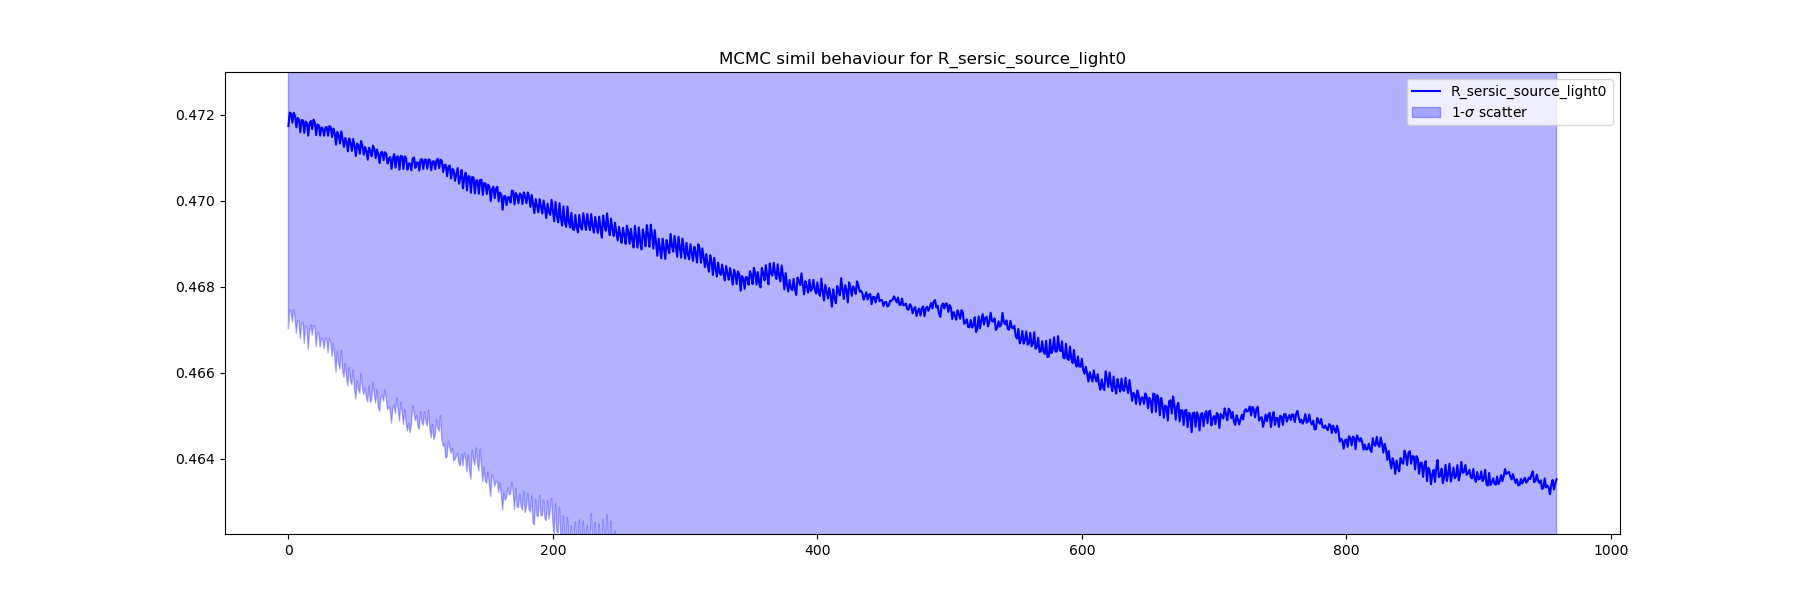 MCMC simil behaviour for R_sersic_source_light0
R_sersic_source_light0
1-σ scatter
0.472
0.470
0.468
0.466
0.464
0 200 400 600 800 1000